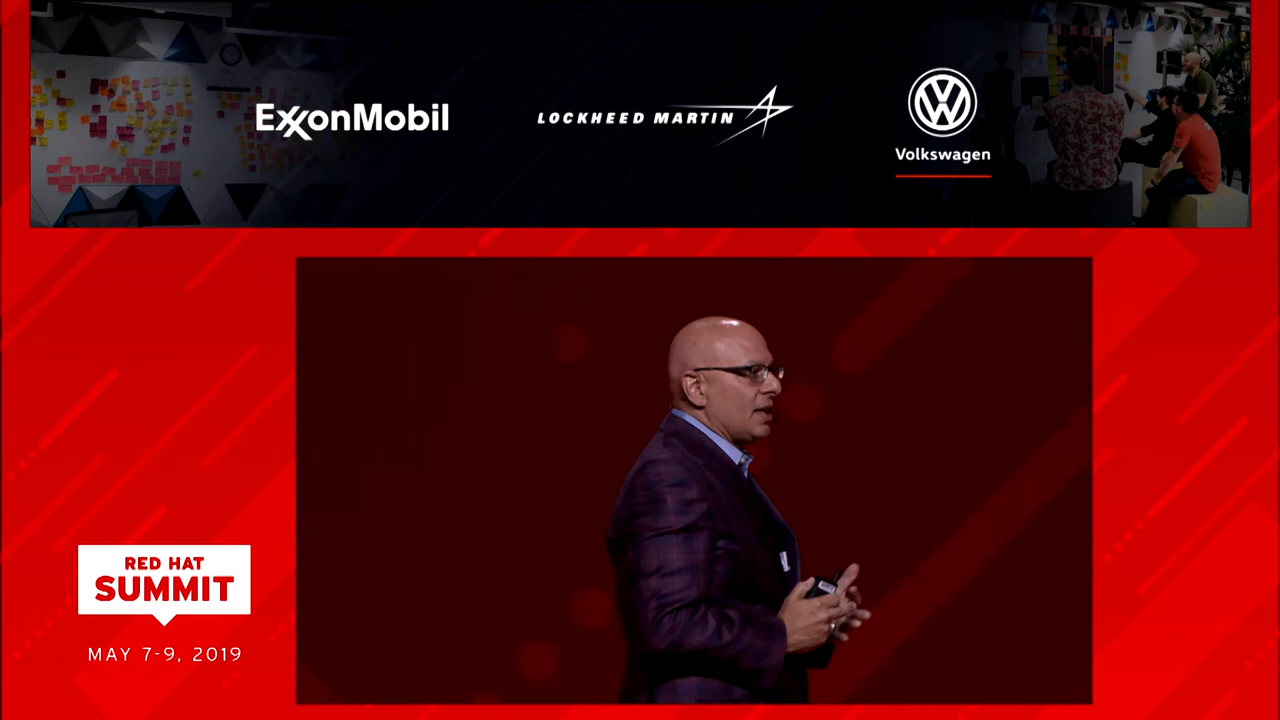 ExxonMobil
LOCKHEED MARTIN
Volkswagen
RED HAT
SUMMIT
MAY 7-9, 2019